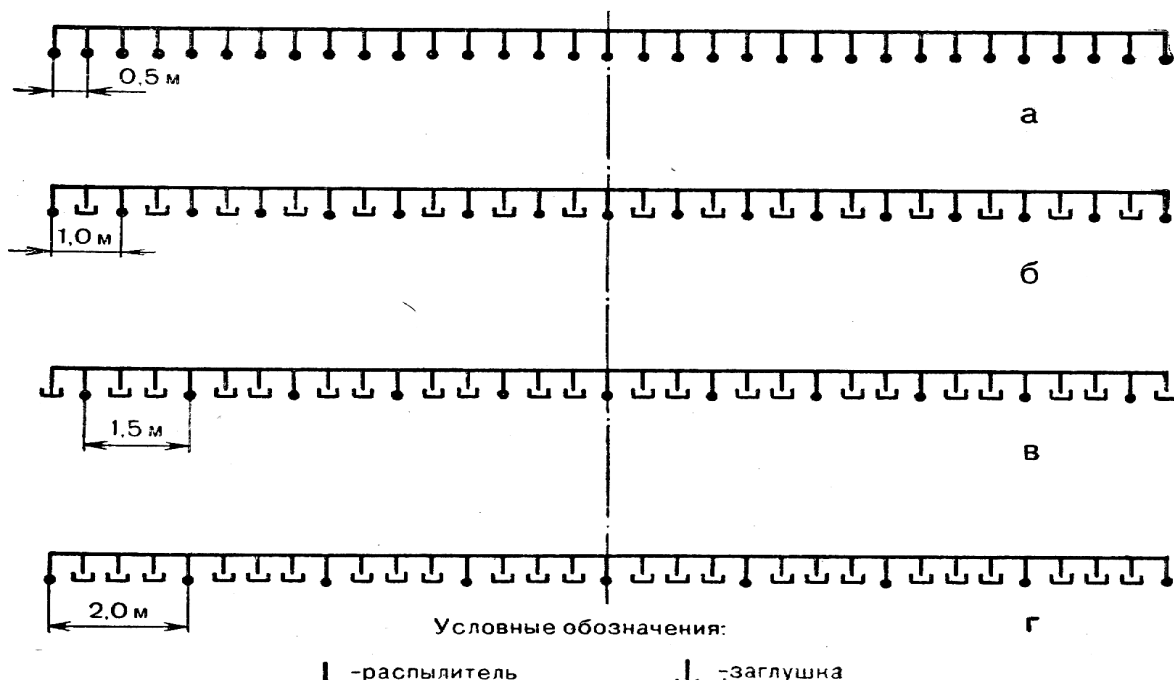 0,5 м
а
1,0 м
б
1,5 м
в
2,0 м
г
Условные обозначения:
-распылитель
-заглушка